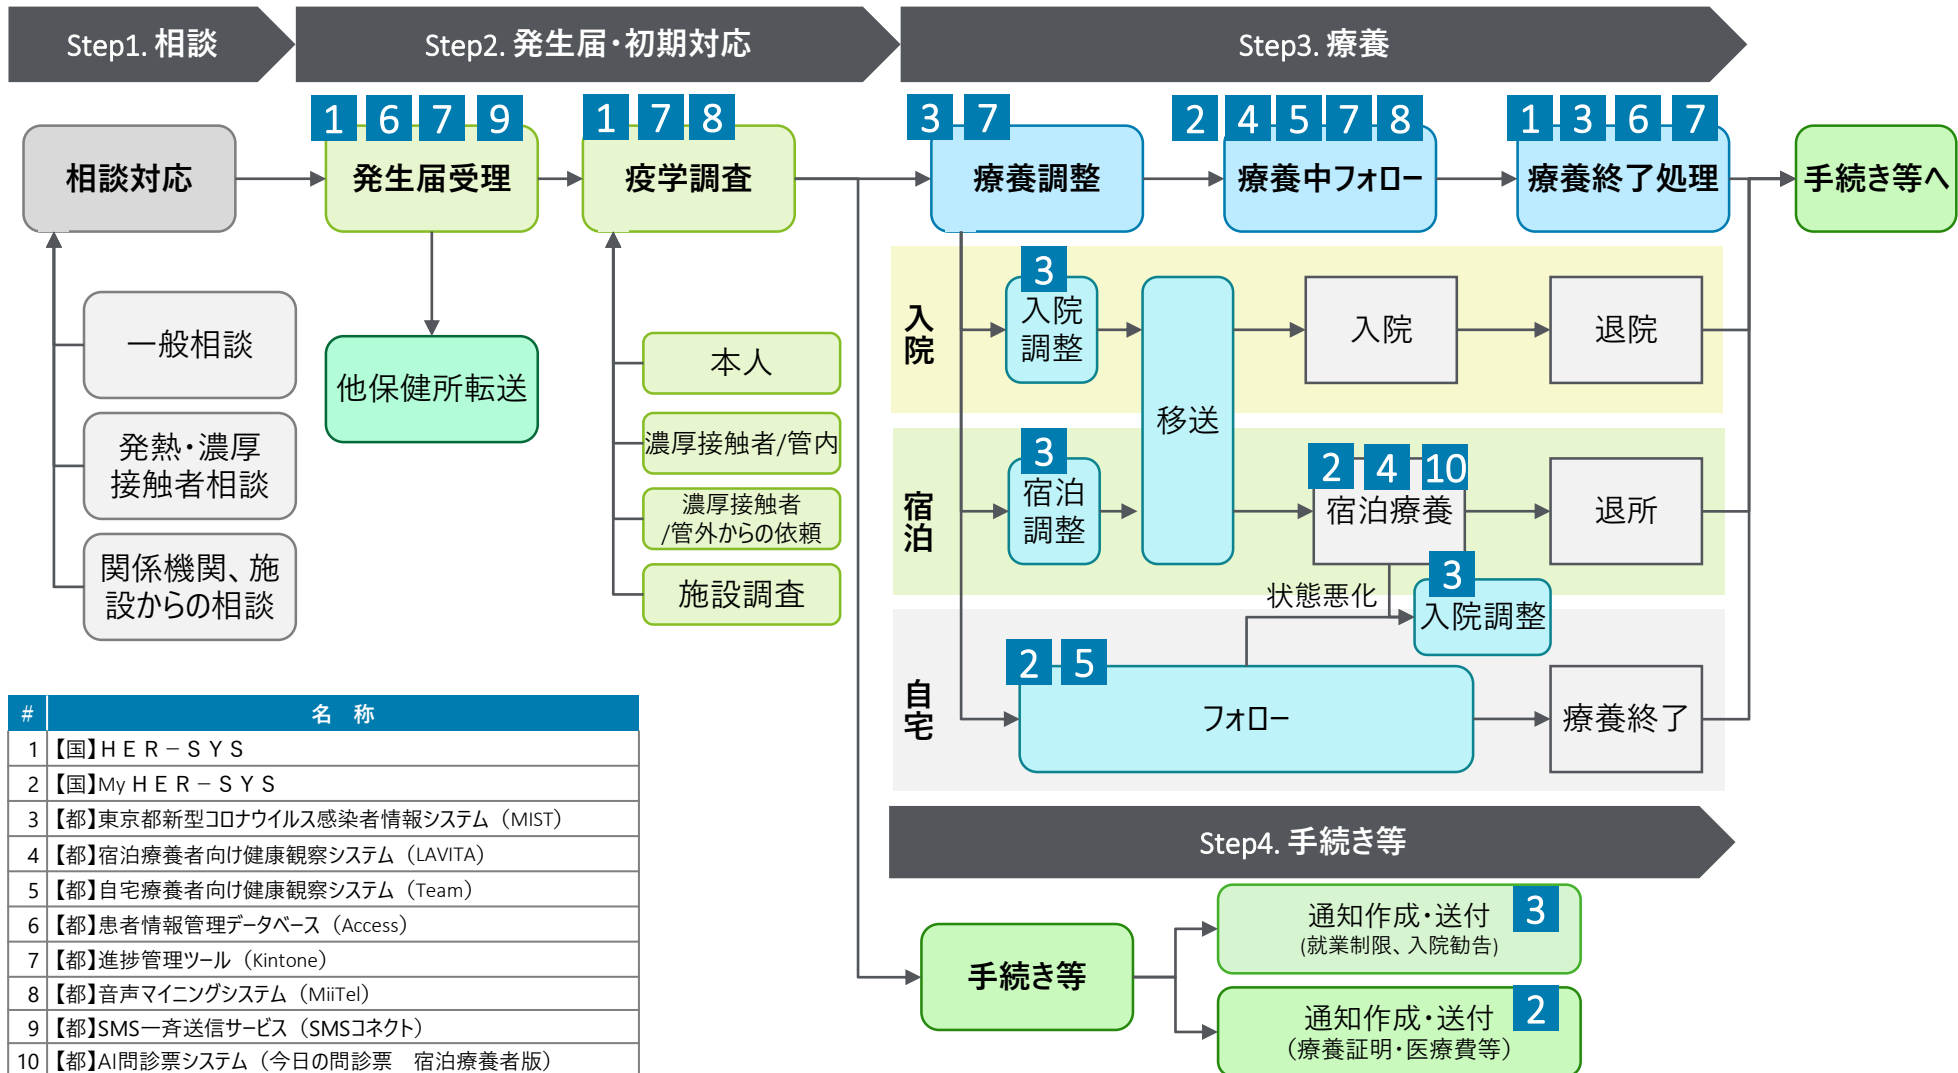 Step1. 相談
Step2. 発生届・初期対応
Step3. 療養
1 6 7 9
1 7 8
3 7
2 4 5 7 8
1 3 6 7
相談対応
発生届受理
疫学調査
療養調整
療養中フォロー
療養終了処理
手続き等へ
一般相談
発熱・濃厚
接触者相談
関係機関、施
設からの相談
他保健所転送
本人
濃厚接触者/管内
濃厚接触者
/管外からの依頼
施設調査
入院
3
入院
調整
移送
入院
退院
宿泊
3
宿泊
調整
2 4 10
宿泊療養
退所
状態悪化
3
入院調整
自宅
2 5
フォロー
療養終了
# 名 称
1 【国】ＨＥＲ－ＳＹＳ
2 【国】My ＨＥＲ－ＳＹＳ
3 【都】東京都新型コロナウイルス感染者情報システム（MIST）
4 【都】宿泊療養者向け健康観察システム（LAVITA）
5 【都】自宅療養者向け健康観察システム（Team）
6 【都】患者情報管理データベース（Access）
7 【都】進捗管理ツール（Kintone）
8 【都】音声マイニングシステム（MiiTel）
9 【都】SMS一斉送信サービス（SMSコネクト）
10 【都】AI問診票システム（今日の問診票　宿泊療養者版）
Step4. 手続き等
手続き等
通知作成・送付 3
(就業制限、入院勧告)
通知作成・送付 2
（療養証明・医療費等）